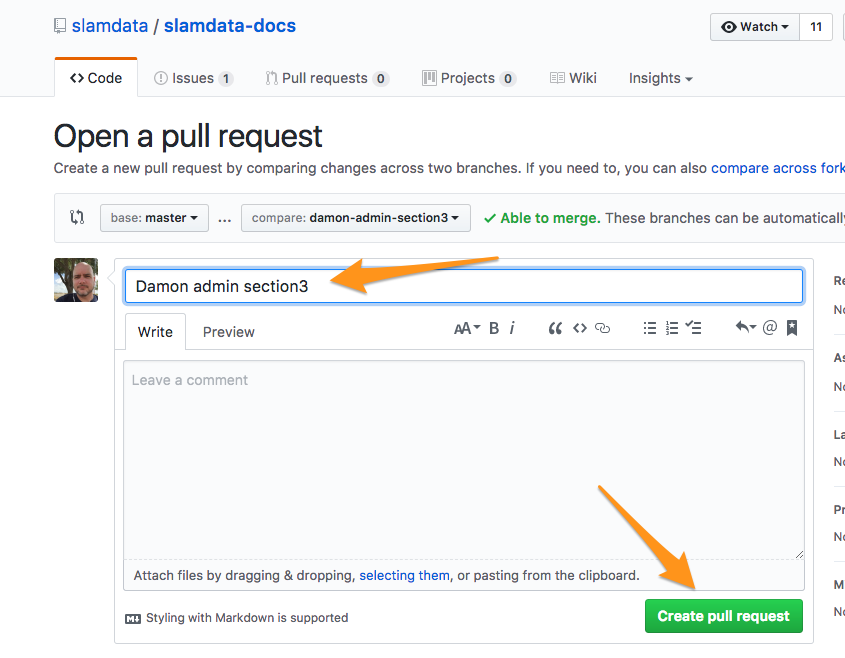 slamdata / slamdata-docs
Watch 11
Code Issues 1 Pull requests 0 Projects 0 Wiki Insights
Open a pull request
Create a new pull request by comparing changes across two branches. If you need to, you can also compare across fork
base: master ... compare: damon-admin-section3 Able to merge. These branches can be automatically
Damon admin section3
Re
No
Write Preview AA B i “ <> @
As
Leave a comment
No
La
No
Pr
No
Attach files by dragging & dropping, selecting them, or pasting from the clipboard.
M
Styling with Markdown is supported
Create pull request
No